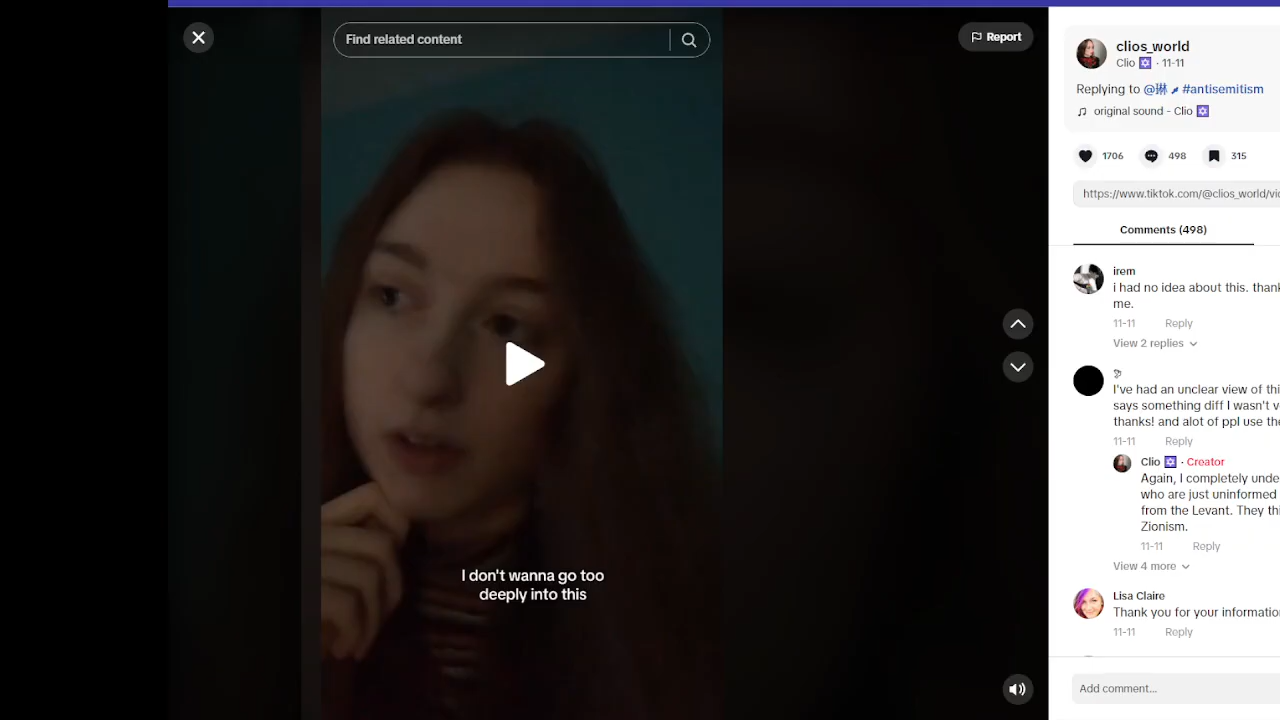 Find related content
Report
I don't wanna go too
deeply into this
clios_world
Clio ✡ · 11-11
Replying to @琳 #antisemitism
original sound - Clio ✡
1706
498
315
https://www.tiktok.com/@clios_world/vi
Comments (498)
irem
i had no idea about this. thank
me.
11-11 Reply
View 2 replies
I've had an unclear view of thi
says something diff I wasn't v
thanks! and alot of ppl use the
11-11 Reply
Clio ✡ · Creator
Again, I completely unde
who are just uninformed
from the Levant. They thi
Zionism.
11-11 Reply
View 4 more
Lisa Claire
Thank you for your informatio
11-11 Reply
Add comment...